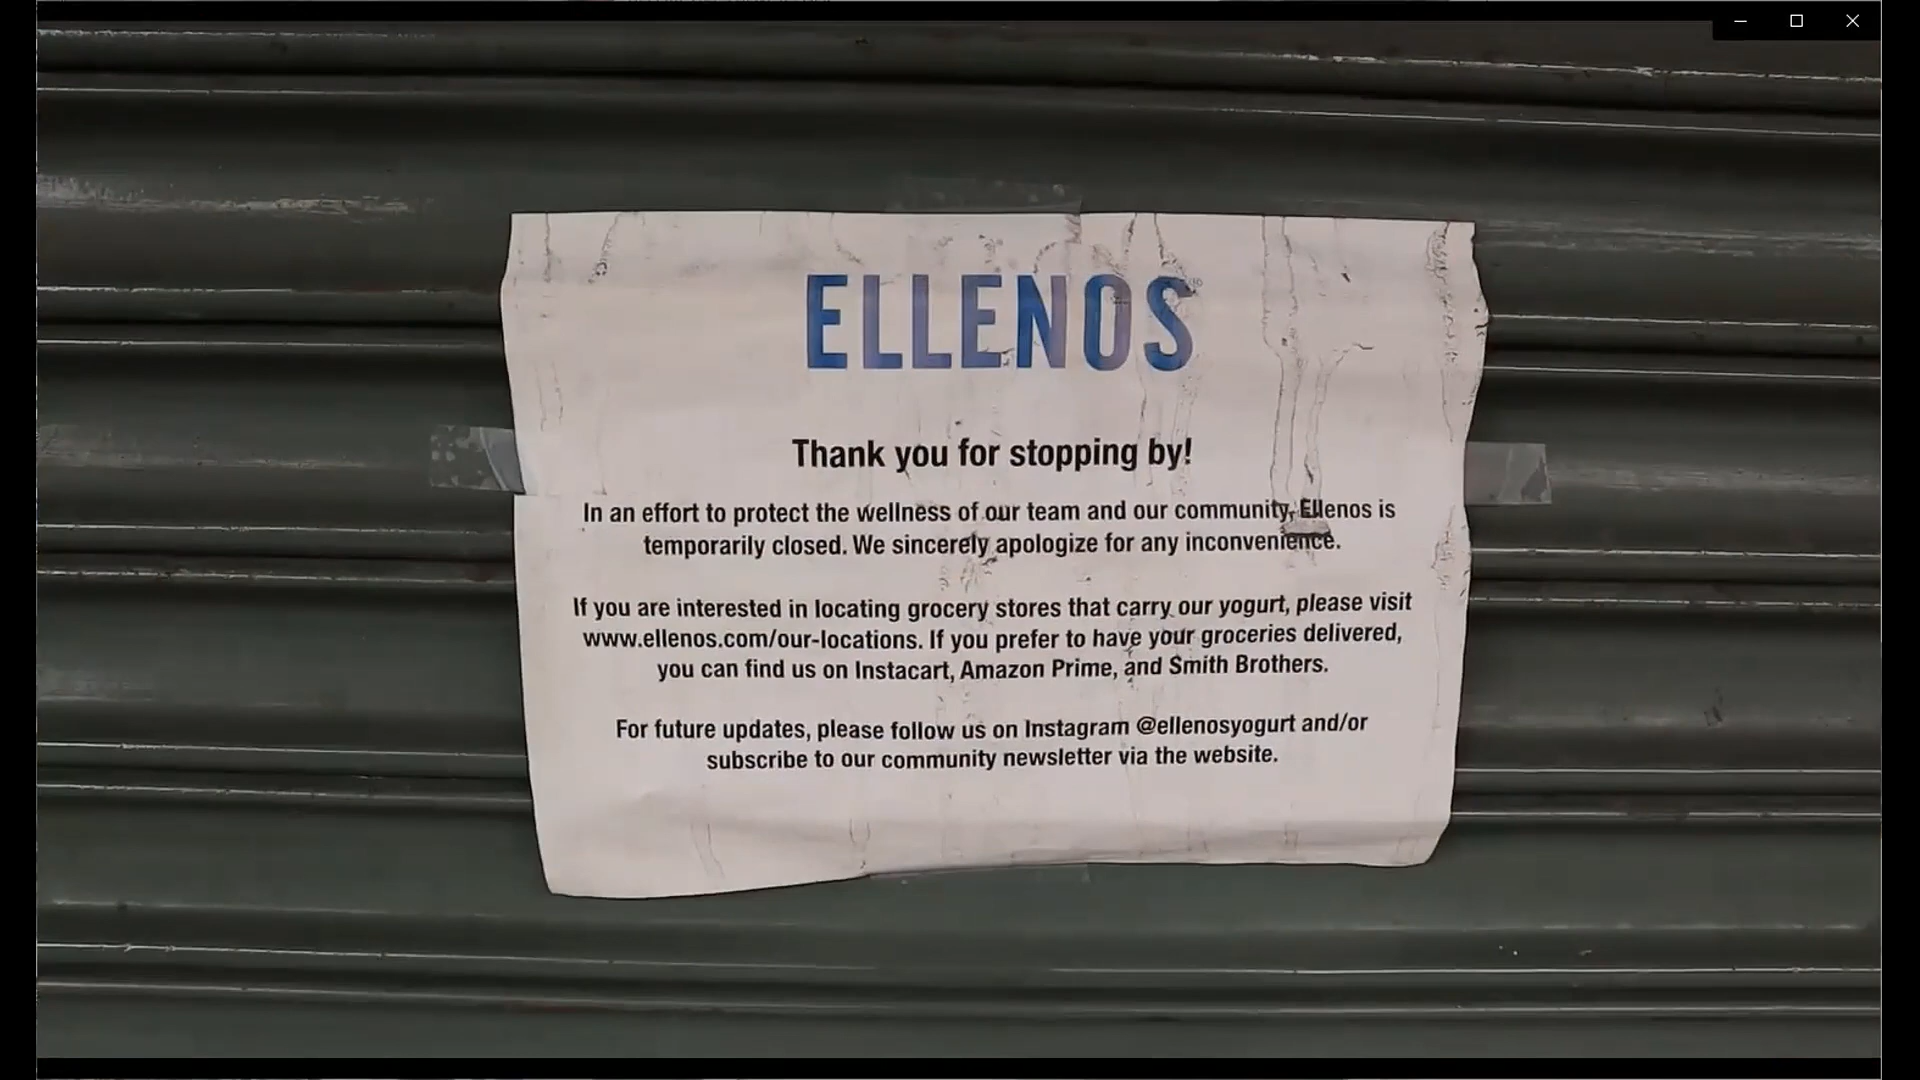 ELLENOS
Thank you for stopping by!
In an effort to protect the wellness of our team and our community, Ellenos is
temporarily closed. We sincerely apologize for any inconvenience.
If you are interested in locating grocery stores that carry our yogurt, please visit
www.ellenos.com/our-locations. If you prefer to have your groceries delivered,
you can find us on Instacart, Amazon Prime, and Smith Brothers.
For future updates, please follow us on Instagram @ellenosyogurt and/or
subscribe to our community newsletter via the website.